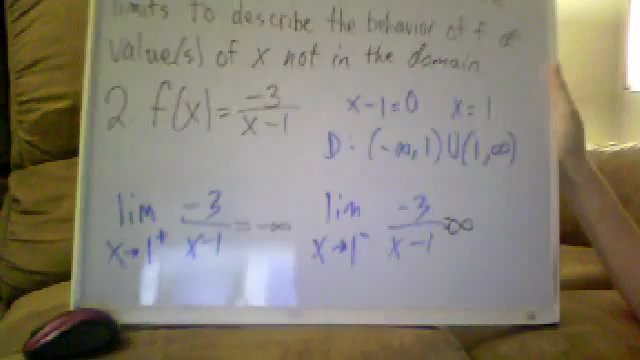 limits to describe the behavior of f at
value(s) of x not in the domain
2. f(x) = -3/(x-1) x-1=0 x=1
D: (-∞, 1) U (1, ∞)
lim x→1⁺ -3/(x-1) = -∞ lim x→1⁻ -3/(x-1) = ∞